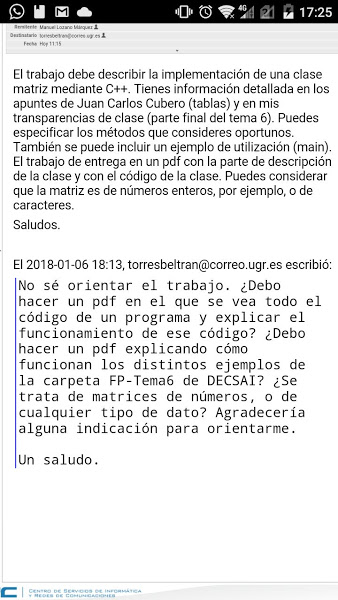 4G
17:25
Remitente Manuel Lozano Márquez
Destinatario torresbeltran@correo.ugr.es
Fecha Hoy 11:15
El trabajo debe describir la implementación de una clase
matriz mediante C++. Tienes información detallada en los
apuntes de Juan Carlos Cubero (tablas) y en mis
transparencias de clase (parte final del tema 6). Puedes
especificar los métodos que consideres oportunos.
También se puede incluir un ejemplo de utilización (main).
El trabajo de entrega en un pdf con la parte de descripción
de la clase y con el código de la clase. Puedes considerar
que la matriz es de números enteros, por ejemplo, o de
caracteres.
Saludos.
El 2018-01-06 18:13, torresbeltran@correo.ugr.es escribió:
No sé orientar el trabajo. ¿Debo
hacer un pdf en el que se vea todo el
código de un programa y explicar el
funcionamiento de ese código? ¿Debo
hacer un pdf explicando cómo
funcionan los distintos ejemplos de
la carpeta FP-Tema6 de DECSAI? ¿Se
trata de matrices de números, o de
cualquier tipo de dato? Agradecería
alguna indicación para orientarme.
Un saludo.
Centro de Servicios de Informática
y Redes de Comunicaciones